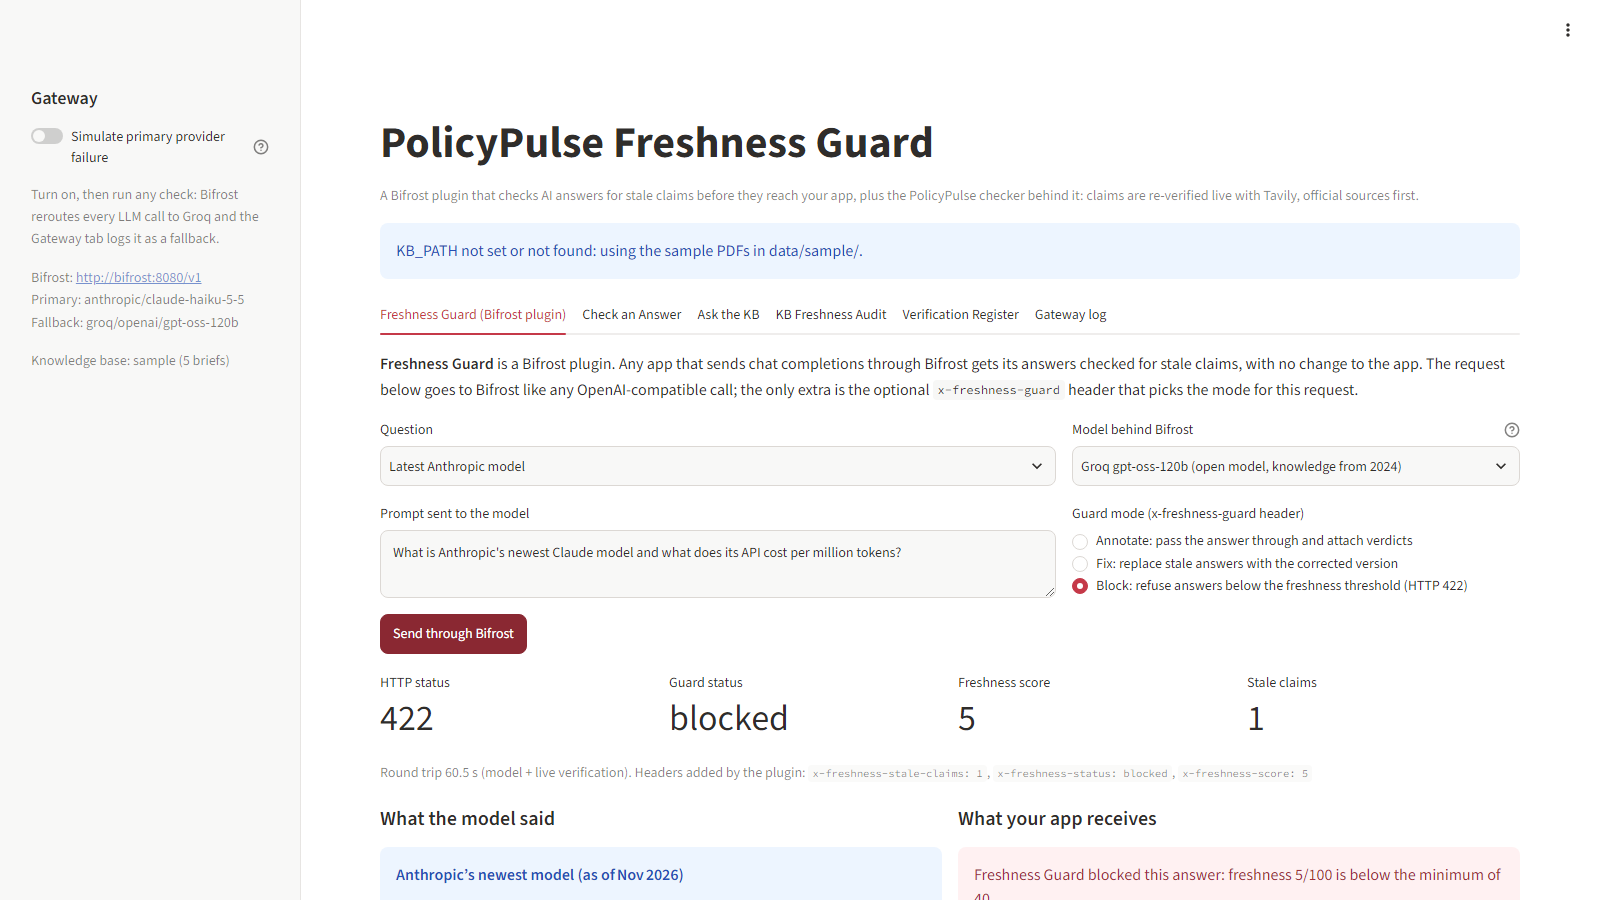 Gateway
Simulate primary provider
failure
Turn on, then run any check: Bifrost
reroutes every LLM call to Groq and the
Gateway tab logs it as a fallback.
Bifrost: http://bifrost:8080/v1
Primary: anthropic/claude-haiku-5-5
Fallback: groq/openai/gpt-oss-120b
Knowledge base: sample (5 briefs)
PolicyPulse Freshness Guard
A Bifrost plugin that checks AI answers for stale claims before they reach your app, plus the PolicyPulse checker behind it: claims are re-verified live with Tavily, official sources first.
KB_PATH not set or not found: using the sample PDFs in data/sample/.
Freshness Guard (Bifrost plugin) Check an Answer Ask the KB KB Freshness Audit Verification Register Gateway log
Freshness Guard is a Bifrost plugin. Any app that sends chat completions through Bifrost gets its answers checked for stale claims, with no change to the app. The request
below goes to Bifrost like any OpenAI-compatible call; the only extra is the optional x-freshness-guard header that picks the mode for this request.
Question
Latest Anthropic model
Model behind Bifrost
Groq gpt-oss-120b (open model, knowledge from 2024)
Prompt sent to the model
What is Anthropic's newest Claude model and what does its API cost per million tokens?
Guard mode (x-freshness-guard header)
Annotate: pass the answer through and attach verdicts
Fix: replace stale answers with the corrected version
Block: refuse answers below the freshness threshold (HTTP 422)
Send through Bifrost
HTTP status Guard status Freshness score Stale claims
422 blocked 5 1
Round trip 60.5 s (model + live verification). Headers added by the plugin: x-freshness-stale-claims: 1 , x-freshness-status: blocked , x-freshness-score: 5
What the model said
Anthropic’s newest model (as of Nov 2026)
What your app receives
Freshness Guard blocked this answer: freshness 5/100 is below the minimum of
40